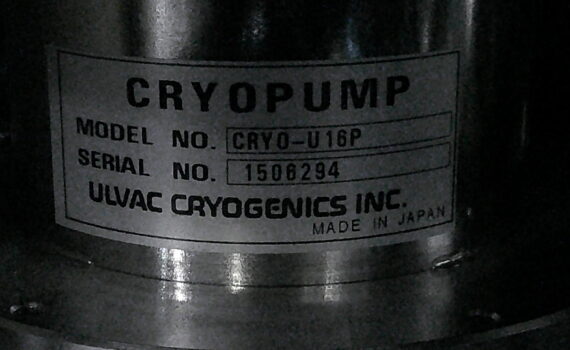 CRYOPUMP
MODEL NO. CRYO-U16P
SERIAL NO. 1506294
ULVAC CRYOGENICS INC.
MADE IN JAPAN